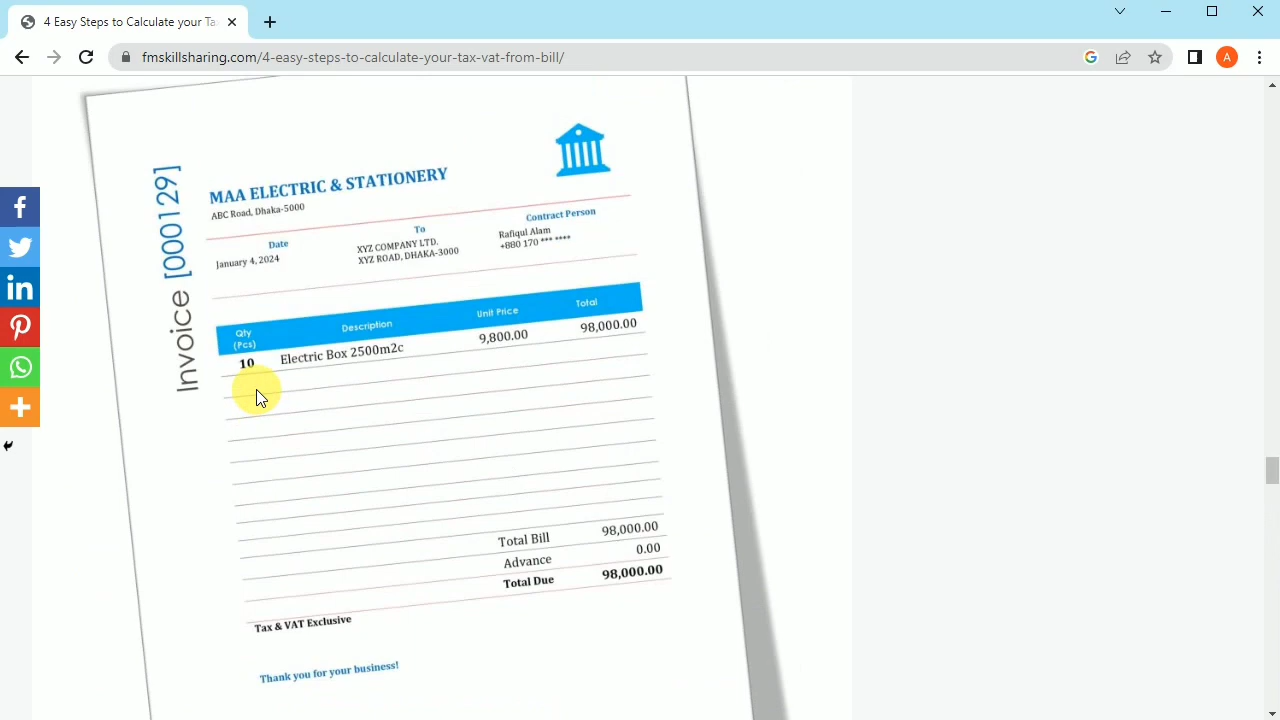 4 Easy Steps to Calculate your Ta
fmskillsharing.com/4-easy-steps-to-calculate-your-tax-vat-from-bill/
A
Invoice [000129]
MAA ELECTRIC & STATIONERY
ABC Road, Dhaka-5000
Date
January 4, 2024
To
XYZ COMPANY LTD.
XYZ ROAD, DHAKA-3000
Contract Person
Rafiqul Alam
+880 170 *** ****
Qty (Pcs) Description Unit Price Total
10 Electric Box 2500m2c 9,800.00 98,000.00
Total Bill 98,000.00
Advance 0.00
Total Due 98,000.00
Tax & VAT Exclusive
Thank you for your business!